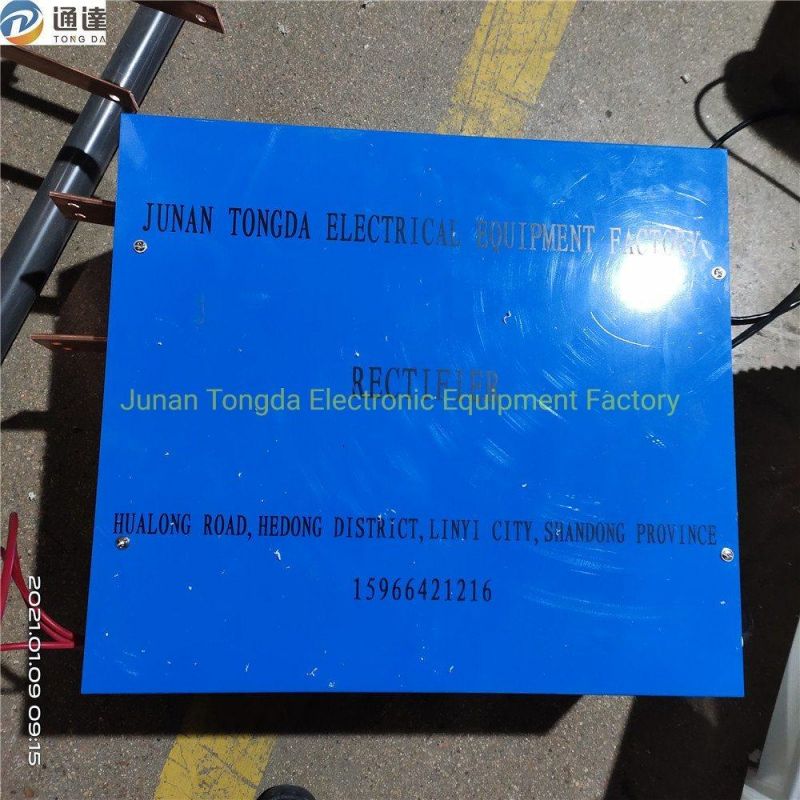 通達
TONG DA
JUNAN TONGDA ELECTRICAL EQUIPMENT FACTORY
RECTIFIER
Junan Tongda Electronic Equipment Factory
HUALONG ROAD, HEDONG DISTRICT, LINYI CITY, SHANDONG PROVINCE
15966421216
2021.01.09 09:15